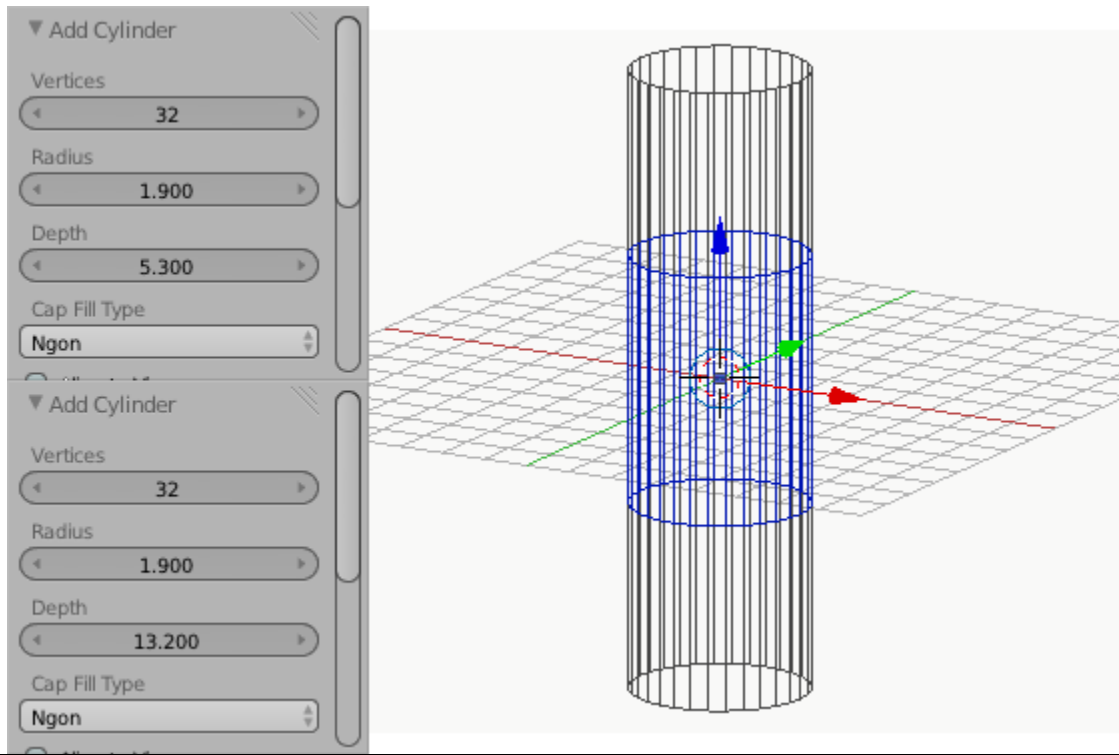 Add Cylinder
Vertices
32
Radius
1.900
Depth
5.300
Cap Fill Type
Ngon
Add Cylinder
Vertices
32
Radius
1.900
Depth
13.200
Cap Fill Type
Ngon